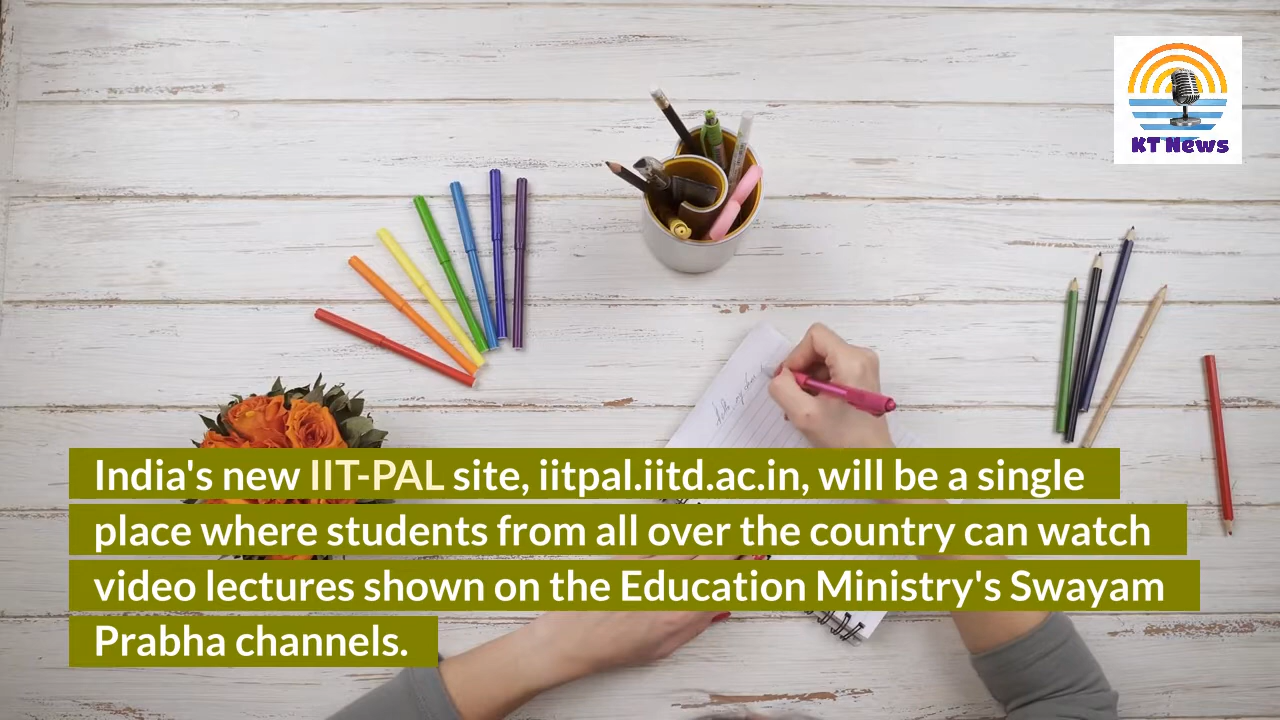 KT News
India's new IIT-PAL site, iitpal.iitd.ac.in, will be a single
place where students from all over the country can watch
video lectures shown on the Education Ministry's Swayam
Prabha channels.